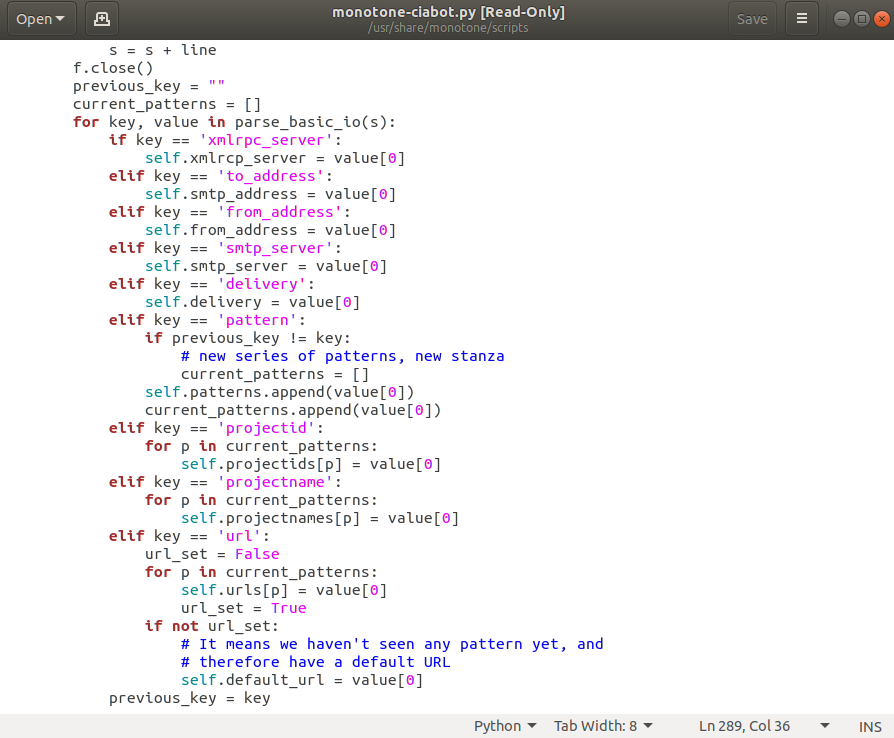 Open
monotone-ciabot.py [Read-Only]
/usr/share/monotone/scripts
Save
            s = s + line
        f.close()
        previous_key = ""
        current_patterns = []
        for key, value in parse_basic_io(s):
            if key == 'xmlrpc_server':
                self.xmlrcp_server = value[0]
            elif key == 'to_address':
                self.smtp_address = value[0]
            elif key == 'from_address':
                self.from_address = value[0]
            elif key == 'smtp_server':
                self.smtp_server = value[0]
            elif key == 'delivery':
                self.delivery = value[0]
            elif key == 'pattern':
                if previous_key != key:
                    # new series of patterns, new stanza
                    current_patterns = []
                self.patterns.append(value[0])
                current_patterns.append(value[0])
            elif key == 'projectid':
                for p in current_patterns:
                    self.projectids[p] = value[0]
            elif key == 'projectname':
                for p in current_patterns:
                    self.projectnames[p] = value[0]
            elif key == 'url':
                url_set = False
                for p in current_patterns:
                    self.urls[p] = value[0]
                    url_set = True
                if not url_set:
                    # It means we haven't seen any pattern yet, and
                    # therefore have a default URL
                    self.default_url = value[0]
            previous_key = key
Python
Tab Width: 8
Ln 289, Col 36
INS